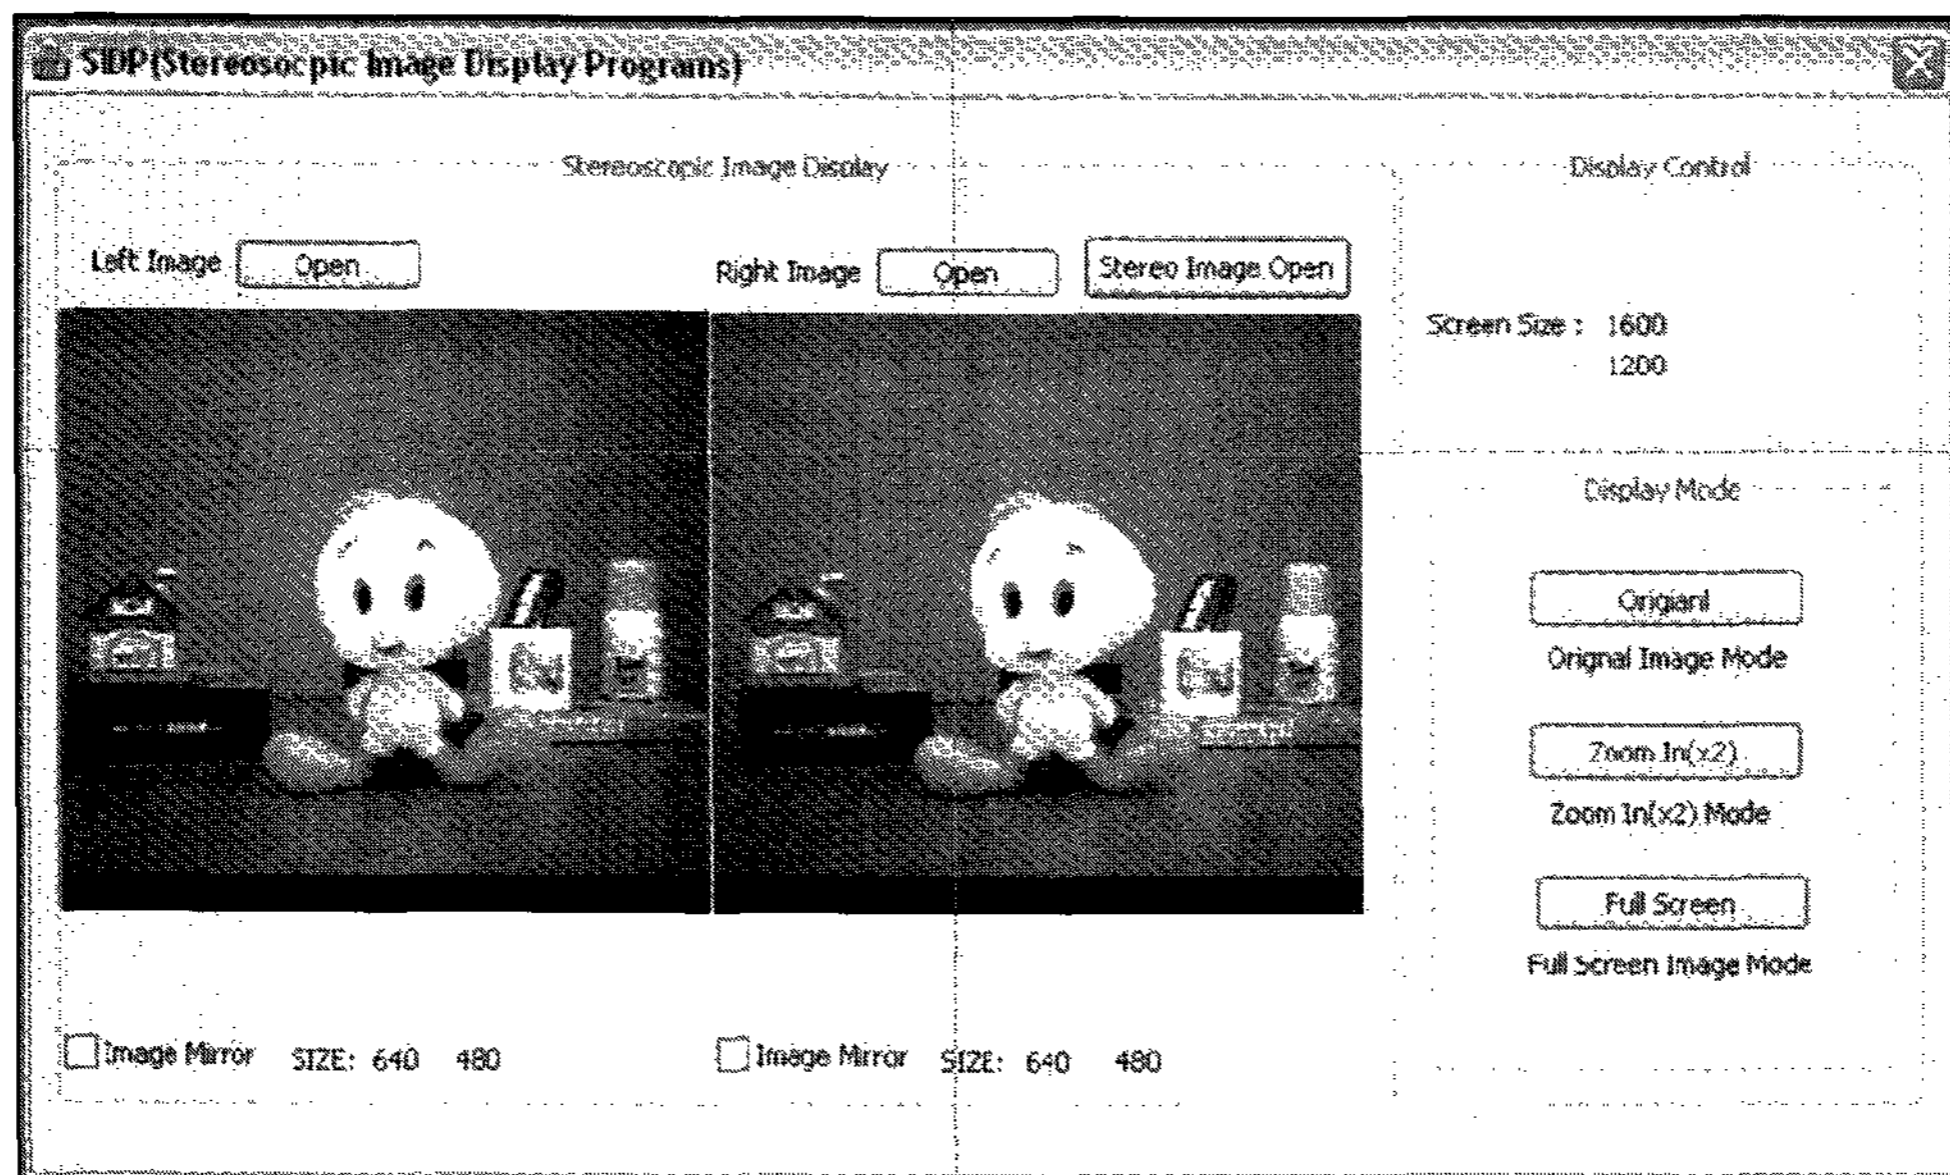 SIDP(Stereosocpic Image Display Programs)
Stereoscopic Image Display
Left Image Open
Right Image Open Stereo Image Open
Image Mirror SIZE: 640 480
Image Mirror SIZE: 640 480
Display Control
Screen Size : 1600
1200
Display Mode
Origianl
Orignal Image Mode
Zoom In(x2)
Zoom In(x2) Mode
Full Screen
Full Screen Image Mode